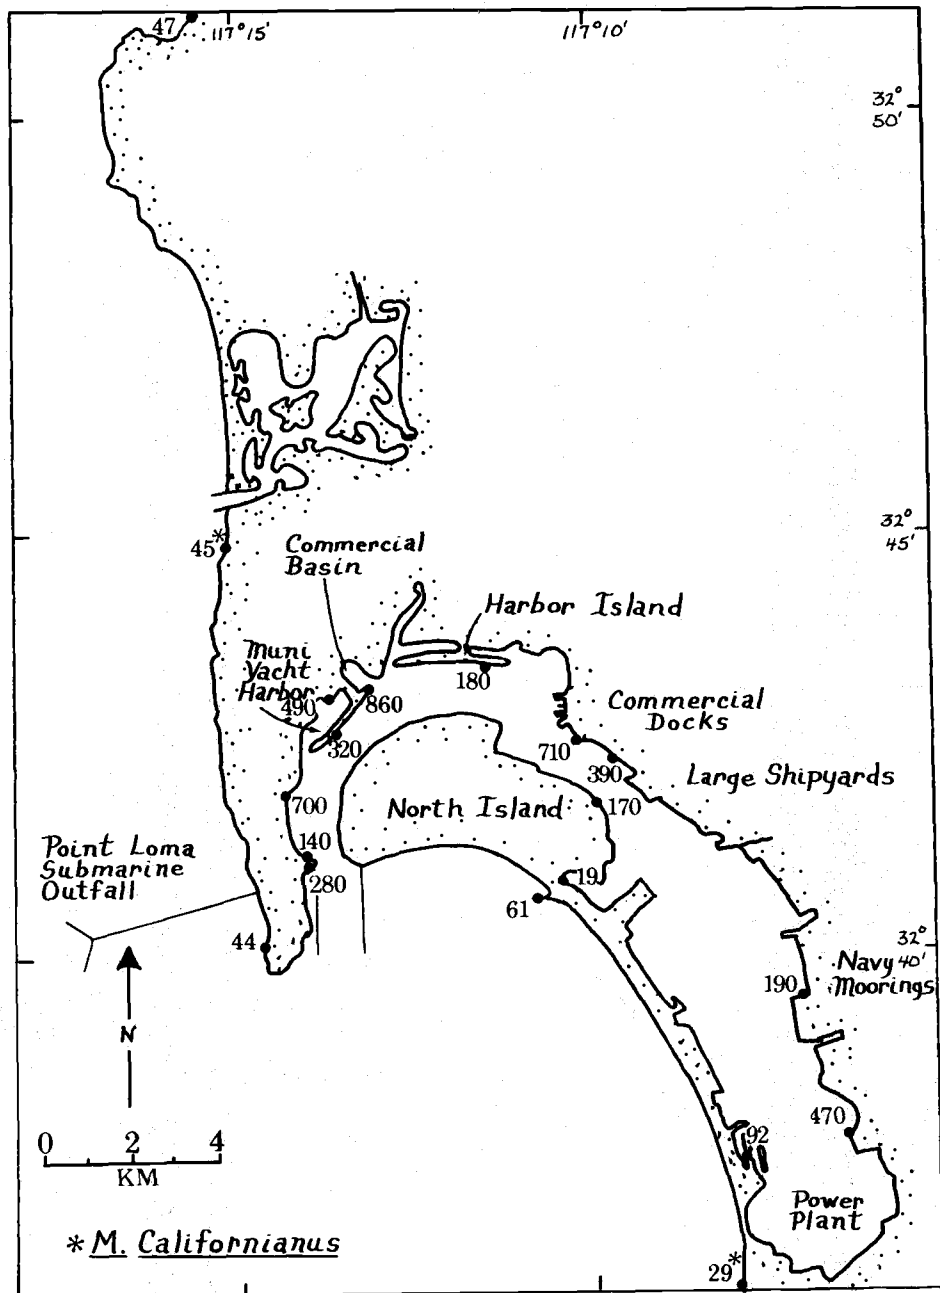 47
117°15'
117°10'
32°
50'
32°
45'
*
45
Commercial
Basin
Harbor Island
Muni
Yacht
Harbor
180
490
860
Commercial
Docks
320
710
390
Large Shipyards
700
North Island
170
140
Point Loma
Submarine
Outfall
280
19
61
44
32°
40'
Navy
Moorings
190
N
470
0 2 4
KM
92
Power
Plant
* M. Californianus
*
29